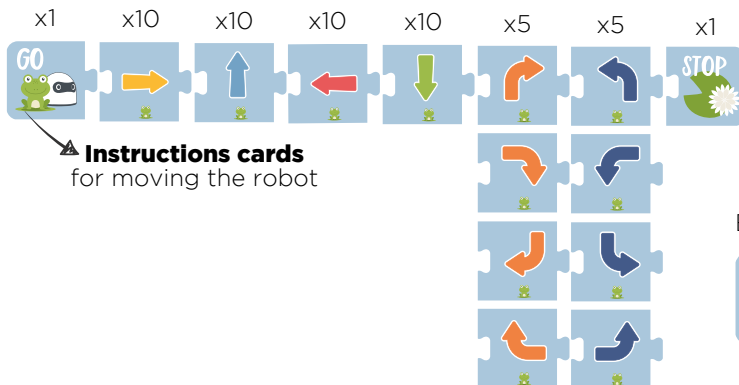 x1 x10 x10 x10 x10 x5 x5 x1
GO
STOP
Instructions cards
for moving the robot